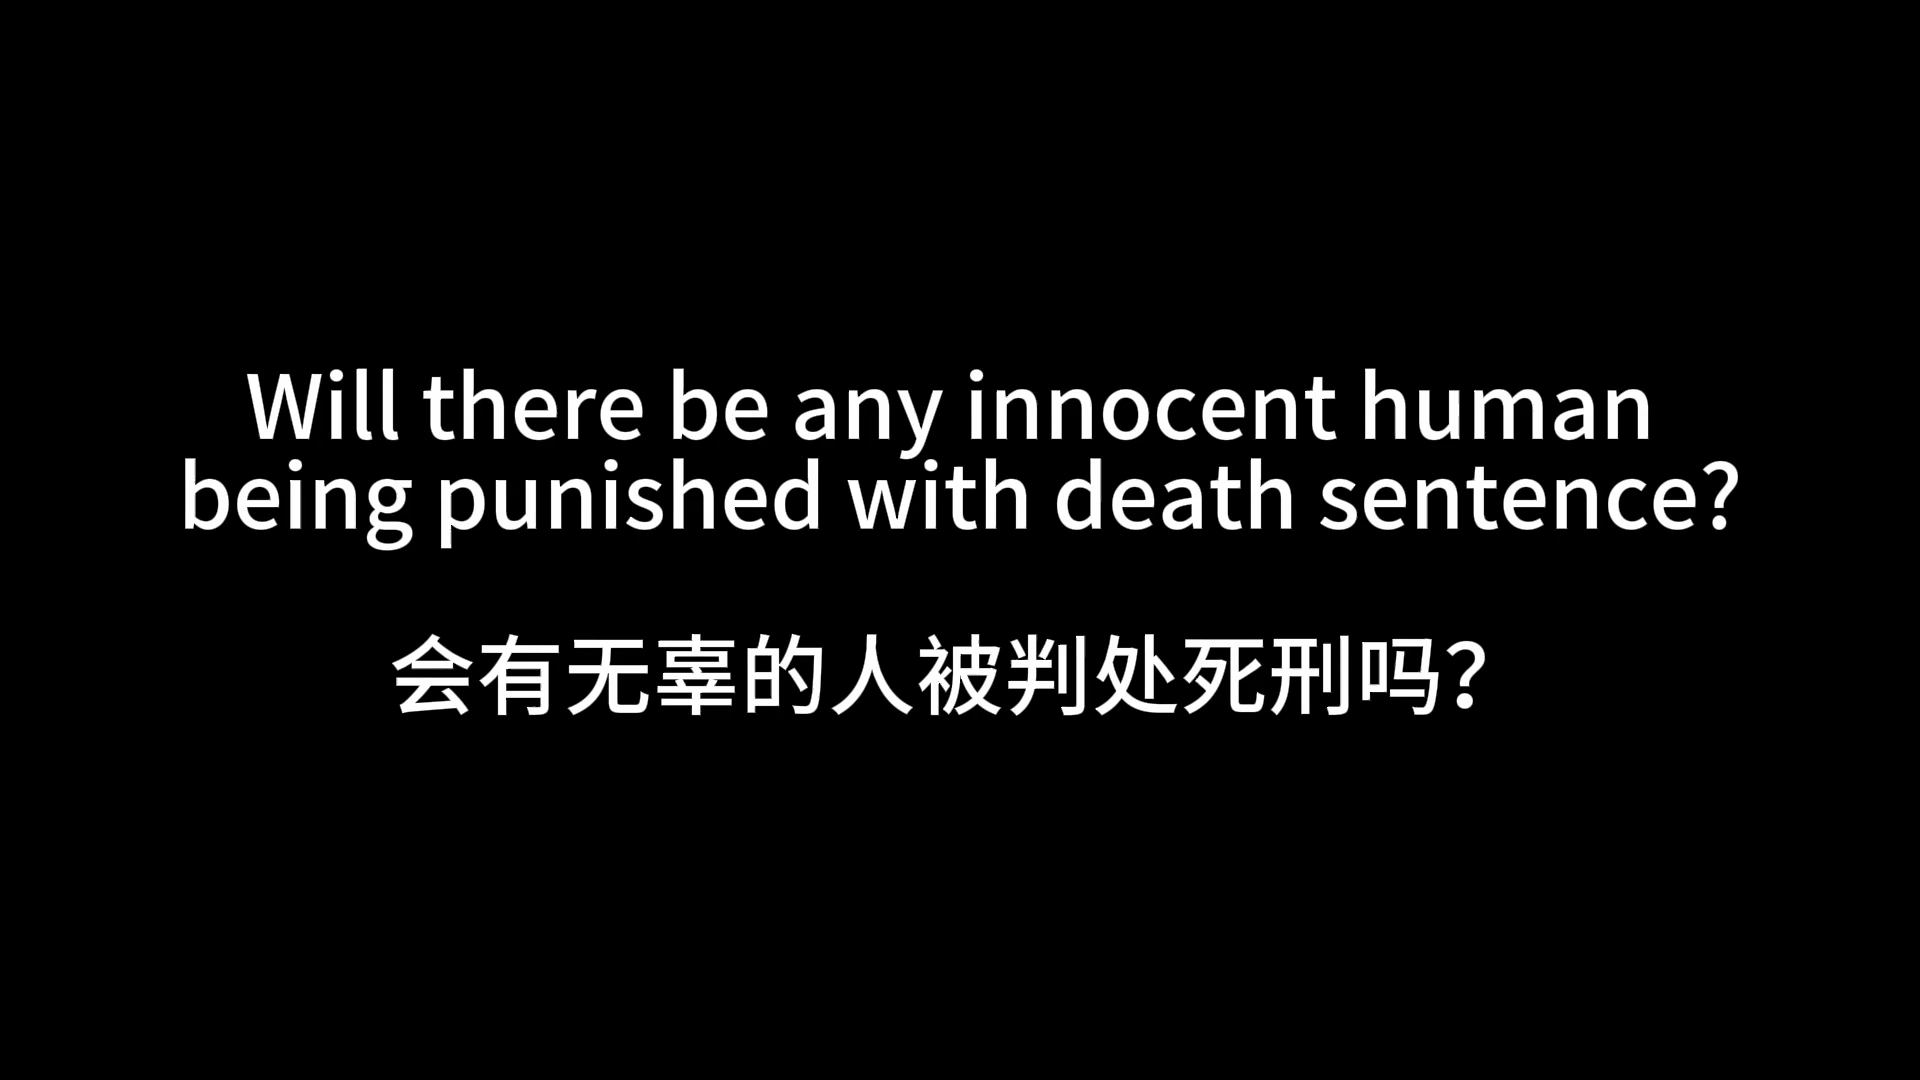 Will there be any innocent human
being punished with death sentence?
会有无辜的人被判处死刑吗?